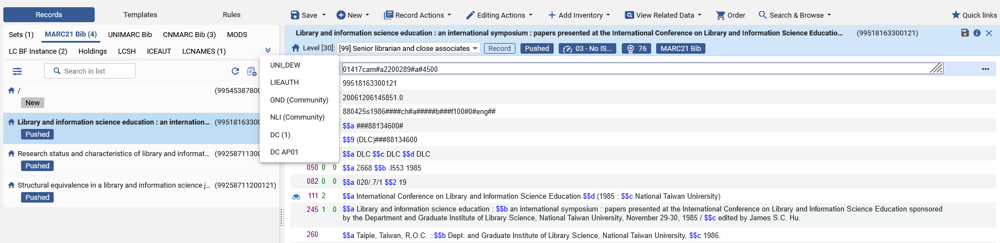 Records Templates Rules Save New Record Actions Editing Actions Add Inventory View Related Data Order Search & Browse Quick links
Sets (1) MARC21 Bib (4) UNIMARC Bib CNMARC Bib (3) MODS
LC BF Instance (2) Holdings LCSH ICEAUT LCNAMES (1)
Search in list
/ (99545387800
New
Library and information science education : an internation... (99518163300
Pushed
Research status and characteristics of library and informat... (99258711300
Pushed
Structural equivalence in a library and information science j... (99258711200121)
Pushed
UNI_DEW
LIEAUTH
GND (Community)
NLI (Community)
DC (1)
DC AP01
Library and information science education : an international symposium : papers presented at the International Conference on Library and Information Science Educatio... (99518163300121)
Level [30]: [99] Senior librarian and close associates Record Pushed 03 - No IS... 76 MARC21 Bib
01417cam#a2200289#a#4500
99518163300121
20061206145851.0
880425s1986####ch#a#####b###f100#0#eng##
$$a ###88134600#
$$9 (DLC)###88134600
$$a DLC $$c DLC $$d DLC
050 0 0 $$a Z668 $$b .I553 1985
082 0 0 $$a 020/.7/1 $$2 19
111 2 $$a International Conference on Library and Information Science Education $$d (1985 : $$c National Taiwan University)
245 1 0 $$a Library and information science education : $$b an international symposium : papers presented at the International Conference on Library and Information Science Education sponsored
by the Department and Graduate Institute of Library Science, National Taiwan University, November 29-30, 1985 / $$c edited by James S.C. Hu.
260 $$a Taipie, Taiwan, R.O.C. : $$b Dept. and Graduate Institute of Library Science, National Taiwan University, $$c 1986.